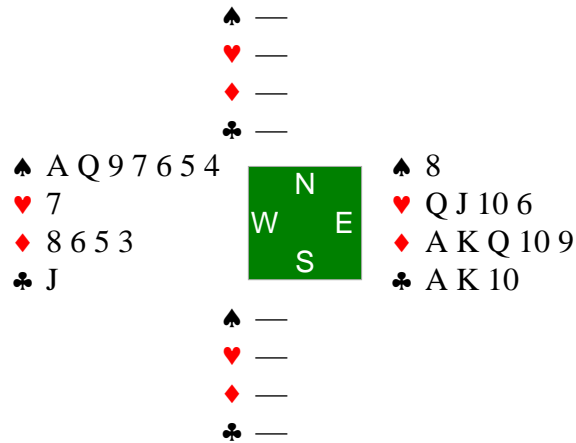 ♠ —
♥ —
♦ —
♣ —
♠ A Q 9 7 6 5 4
♥ 7
♦ 8 6 5 3
♣ J
N
W E
S
♠ 8
♥ Q J 10 6
♦ A K Q 10 9
♣ A K 10
♠ —
♥ —
♦ —
♣ —